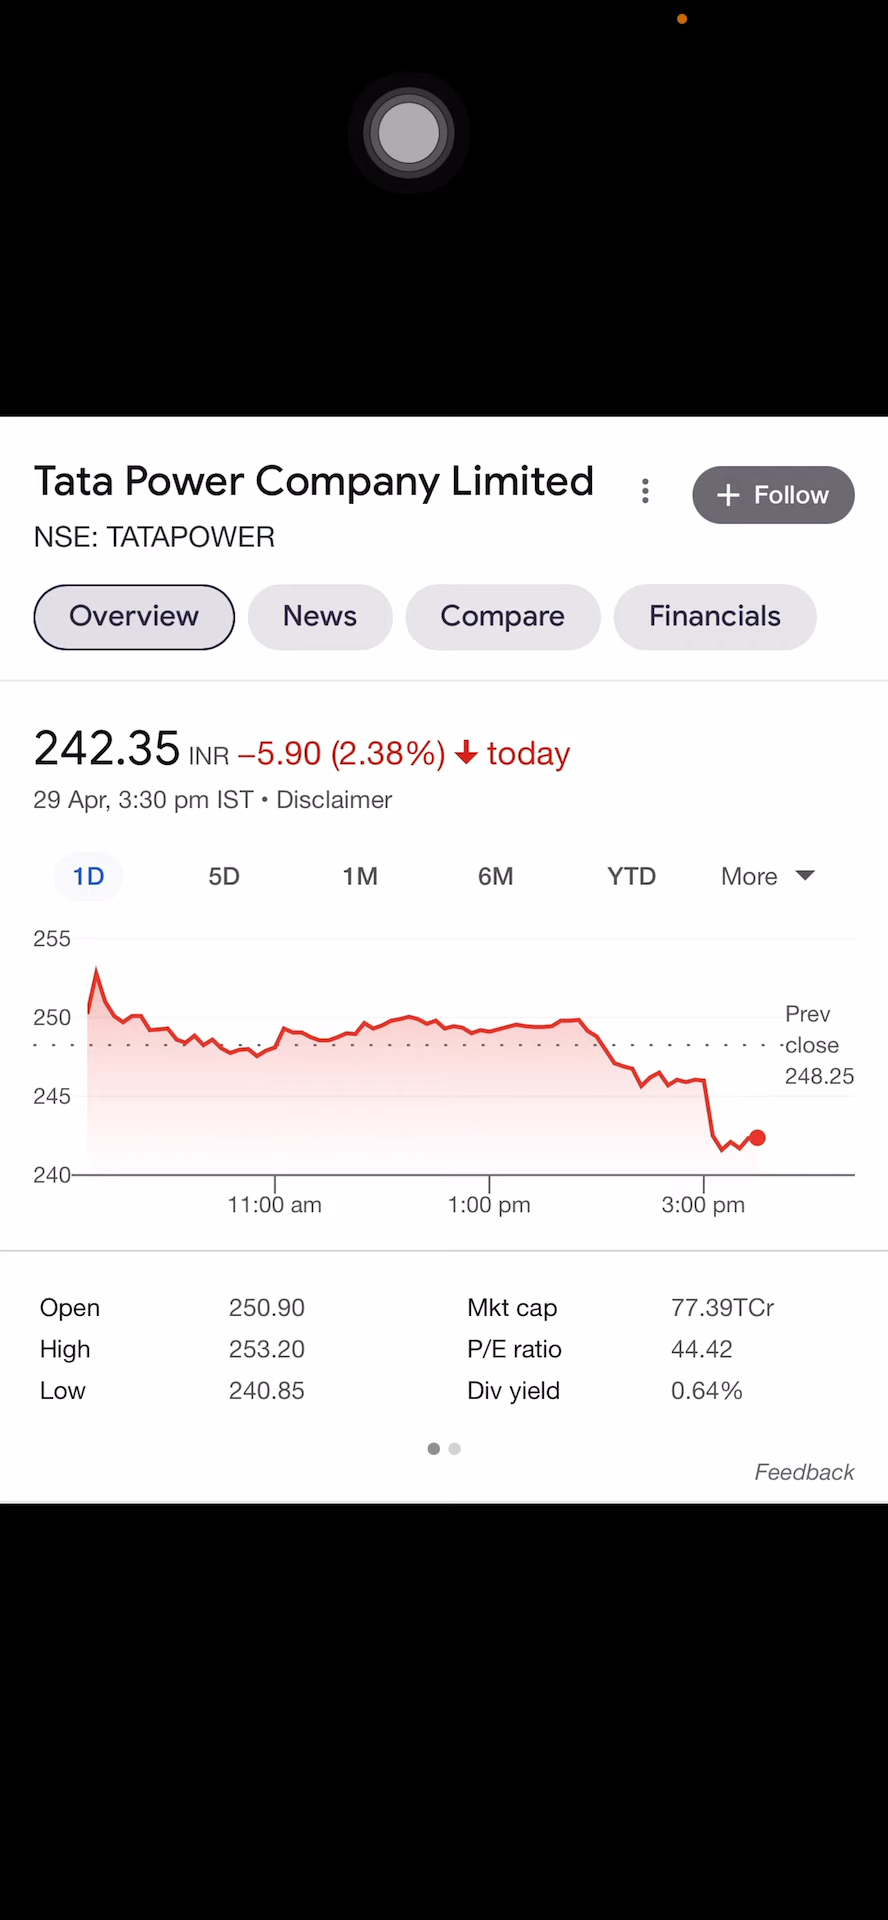 Tata Power Company Limited
+ Follow
NSE: TATAPOWER
Overview
News
Compare
Financials
242.35 INR −5.90 (2.38%) ↓ today
29 Apr, 3:30 pm IST • Disclaimer
1D
5D
1M
6M
YTD
More
255
250
245
240
Prev
close
248.25
11:00 am
1:00 pm
3:00 pm
Open 250.90 Mkt cap 77.39TCr
High 253.20 P/E ratio 44.42
Low 240.85 Div yield 0.64%
Feedback